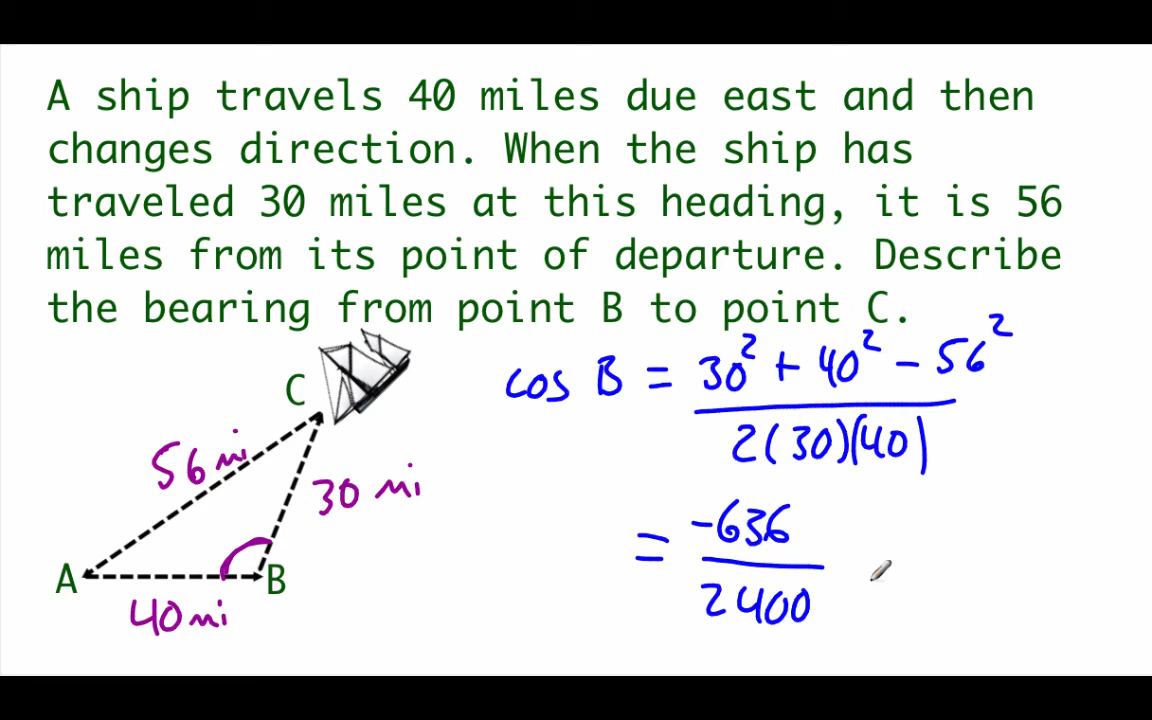 A ship travels 40 miles due east and then
changes direction. When the ship has
traveled 30 miles at this heading, it is 56
miles from its point of departure. Describe
the bearing from point B to point C.
cos B = 30² + 40² - 56²
2(30)(40)
= -636
2400
C
56 mi
30 mi
A
B
40 mi